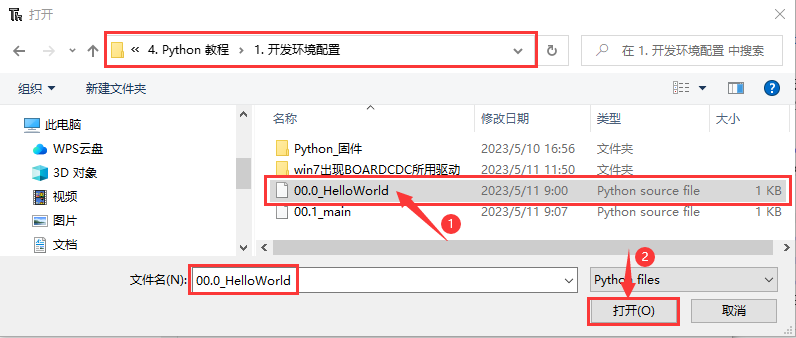 打开
« 4. Python 教程 > 1. 开发环境配置
在 1. 开发环境配置 中搜索
组织 新建文件夹
此电脑
WPS云盘
3D 对象
视频
图片
文档
名称 修改日期 类型 大小
Python_固件 2023/5/10 16:56 文件夹
win7出现BOARDCDC所用驱动 2023/5/11 11:50 文件夹
00.0_HelloWorld 2023/5/11 9:00 Python source file 1 KB
00.1_main 2023/5/11 9:07 Python source file 1 KB
1
2
文件名(N): 00.0_HelloWorld Python files
打开(O) 取消